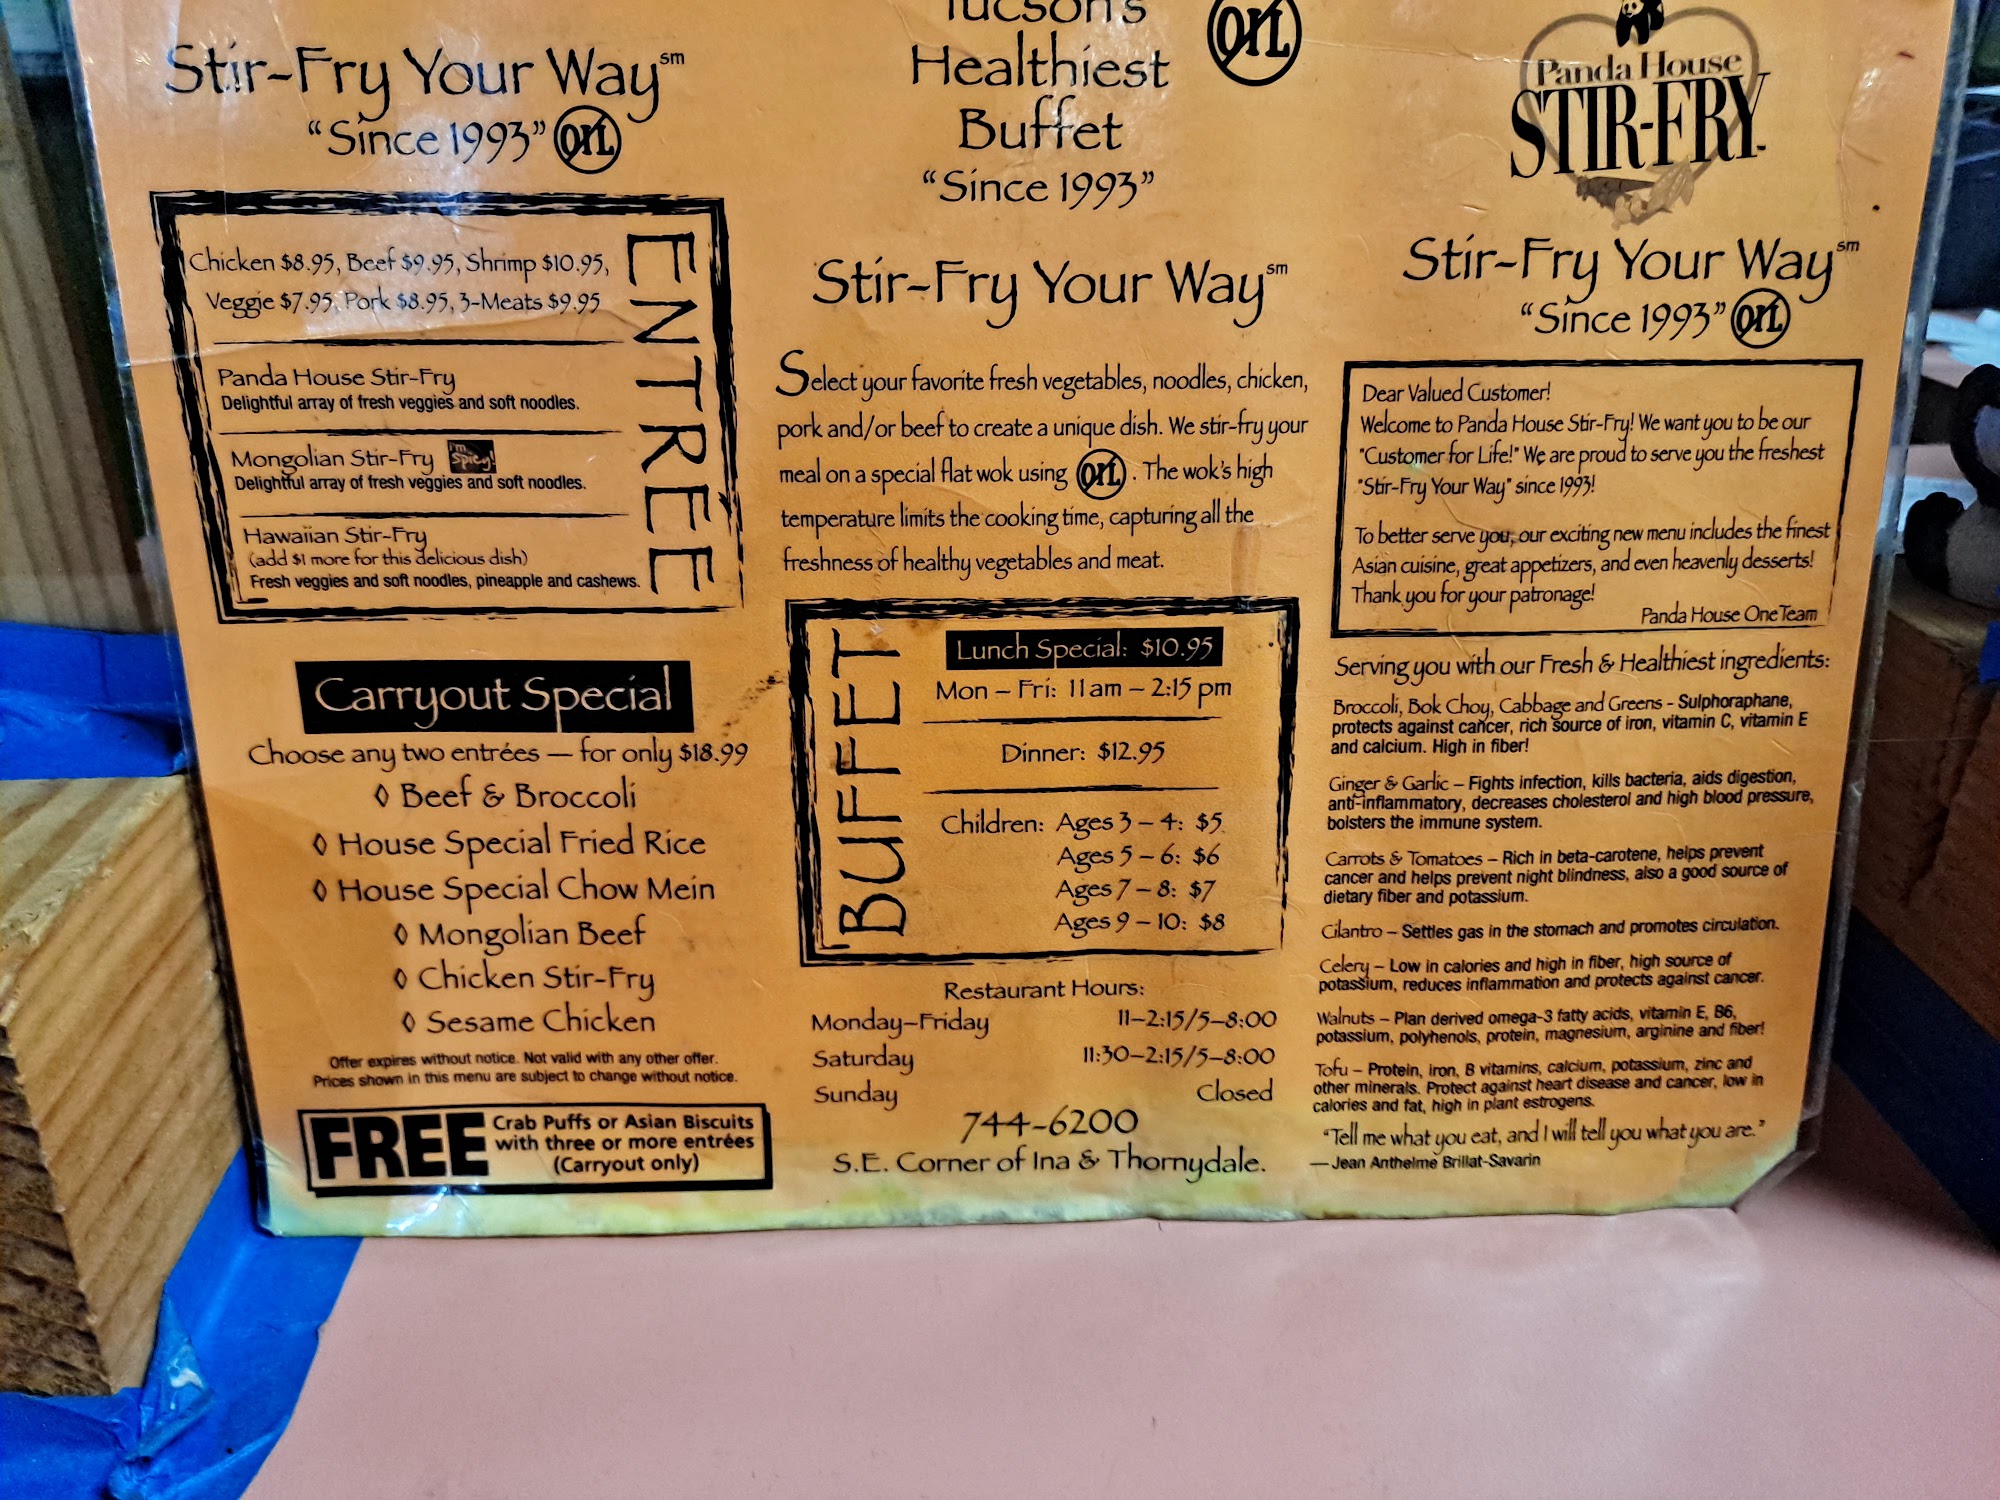 Stir-Fry Your Way℠
"Since 1993" OIL
Chicken $8.95, Beef $9.95, Shrimp $10.95,
Veggie $7.95, Pork $8.95, 3-Meats $9.95
Panda House Stir-Fry
Delightful array of fresh veggies and soft noodles.
Mongolian Stir-Fry I'm Spicy!
Delightful array of fresh veggies and soft noodles.
Hawaiian Stir-Fry
(add $1 more for this delicious dish)
Fresh veggies and soft noodles, pineapple and cashews.
ENTREE
Carryout Special
Choose any two entrées — for only $18.99
◊ Beef & Broccoli
◊ House Special Fried Rice
◊ House Special Chow Mein
◊ Mongolian Beef
◊ Chicken Stir-Fry
◊ Sesame Chicken
Offer expires without notice. Not valid with any other offer.
Prices shown in this menu are subject to change without notice.
FREE Crab Puffs or Asian Biscuits
with three or more entrées
(Carryout only)
Tucson's
Healthiest OIL
Buffet
"Since 1993"
Stir-Fry Your Way℠
Select your favorite fresh vegetables, noodles, chicken,
pork and/or beef to create a unique dish. We stir-fry your
meal on a special flat wok using OIL. The wok's high
temperature limits the cooking time, capturing all the
freshness of healthy vegetables and meat.
BUFFET
Lunch Special: $10.95
Mon – Fri: 11am – 2:15 pm
Dinner: $12.95
Children: Ages 3 – 4: $5
Ages 5 – 6: $6
Ages 7 – 8: $7
Ages 9 – 10: $8
Restaurant Hours:
Monday–Friday 11–2:15/5–8:00
Saturday 11:30–2:15/5–8:00
Sunday Closed
744-6200
S.E. Corner of Ina & Thornydale.
Panda House
STIR-FRY
Stir-Fry Your Way℠
"Since 1993" OIL
Dear Valued Customer!
Welcome to Panda House Stir-Fry! We want you to be our
"Customer for Life!" We are proud to serve you the freshest
"Stir-Fry Your Way" since 1993!
To better serve you, our exciting new menu includes the finest
Asian cuisine, great appetizers, and even heavenly desserts!
Thank you for your patronage!
Panda House One Team
Serving you with our Fresh & Healthiest ingredients:
Broccoli, Bok Choy, Cabbage and Greens - Sulphoraphane,
protects against cancer, rich source of iron, vitamin C, vitamin E
and calcium. High in fiber!
Ginger & Garlic – Fights infection, kills bacteria, aids digestion,
anti-inflammatory, decreases cholesterol and high blood pressure,
bolsters the immune system.
Carrots & Tomatoes – Rich in beta-carotene, helps prevent
cancer and helps prevent night blindness, also a good source of
dietary fiber and potassium.
Cilantro – Settles gas in the stomach and promotes circulation.
Celery – Low in calories and high in fiber, high source of
potassium, reduces inflammation and protects against cancer.
Walnuts – Plan derived omega-3 fatty acids, vitamin E, B6,
potassium, polyhenols, protein, magnesium, arginine and fiber!
Tofu – Protein, iron, B vitamins, calcium, potassium, zinc and
other minerals. Protect against heart disease and cancer, low in
calories and fat, high in plant estrogens.
"Tell me what you eat, and I will tell you what you are."
—Jean Anthelme Brillat-Savarin